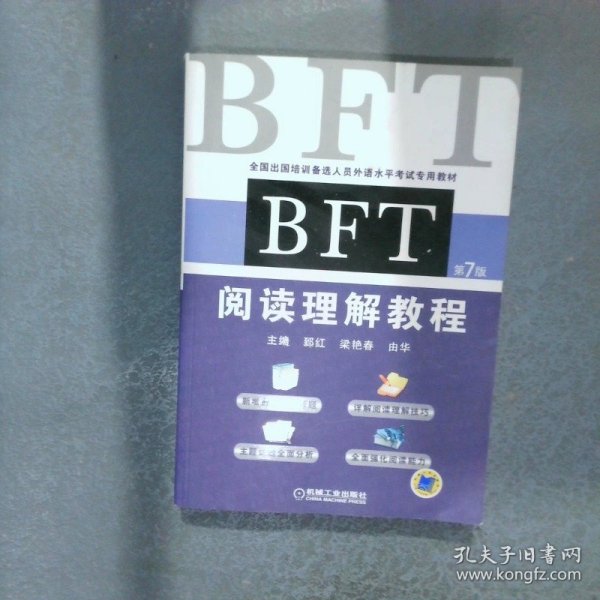 BFT
全国出国培训备选人员外语水平考试专用教材
BFT
第7版
阅读理解教程
主编 郅红 梁艳春 由华
详解阅读理解技巧
全面分析
全面强化阅读能力
机械工业出版社
CHINA MACHINE PRESS
孔夫子旧书网
www.kongfz.com